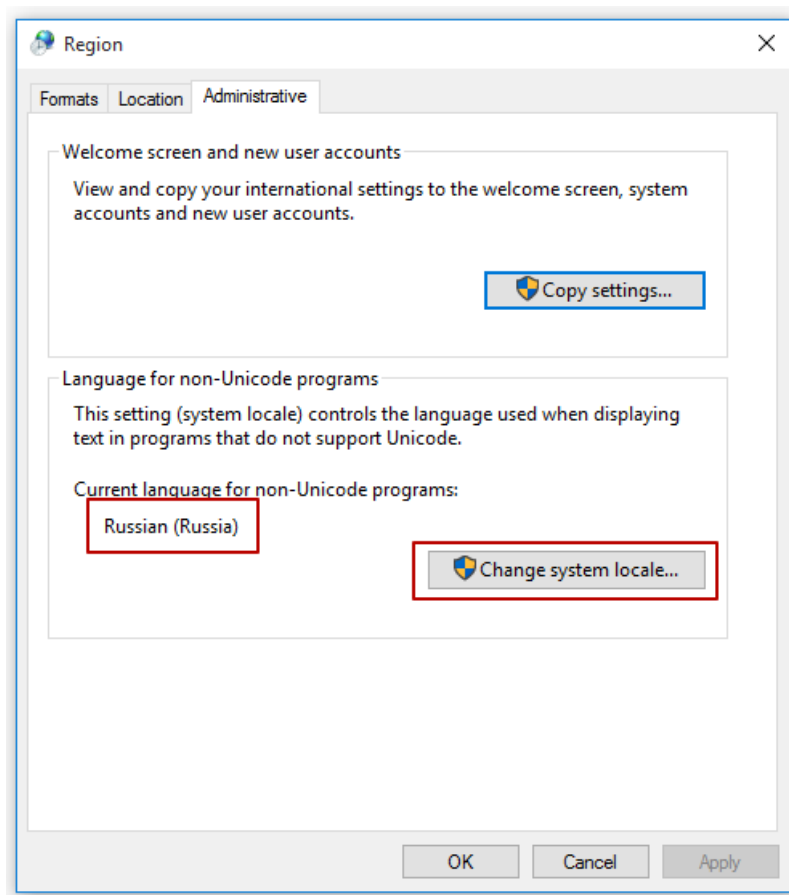 Region
Formats
Location
Administrative
Welcome screen and new user accounts
View and copy your international settings to the welcome screen, system
accounts and new user accounts.
Copy settings...
Language for non-Unicode programs
This setting (system locale) controls the language used when displaying
text in programs that do not support Unicode.
Current language for non-Unicode programs:
Russian (Russia)
Change system locale...
OK
Cancel
Apply